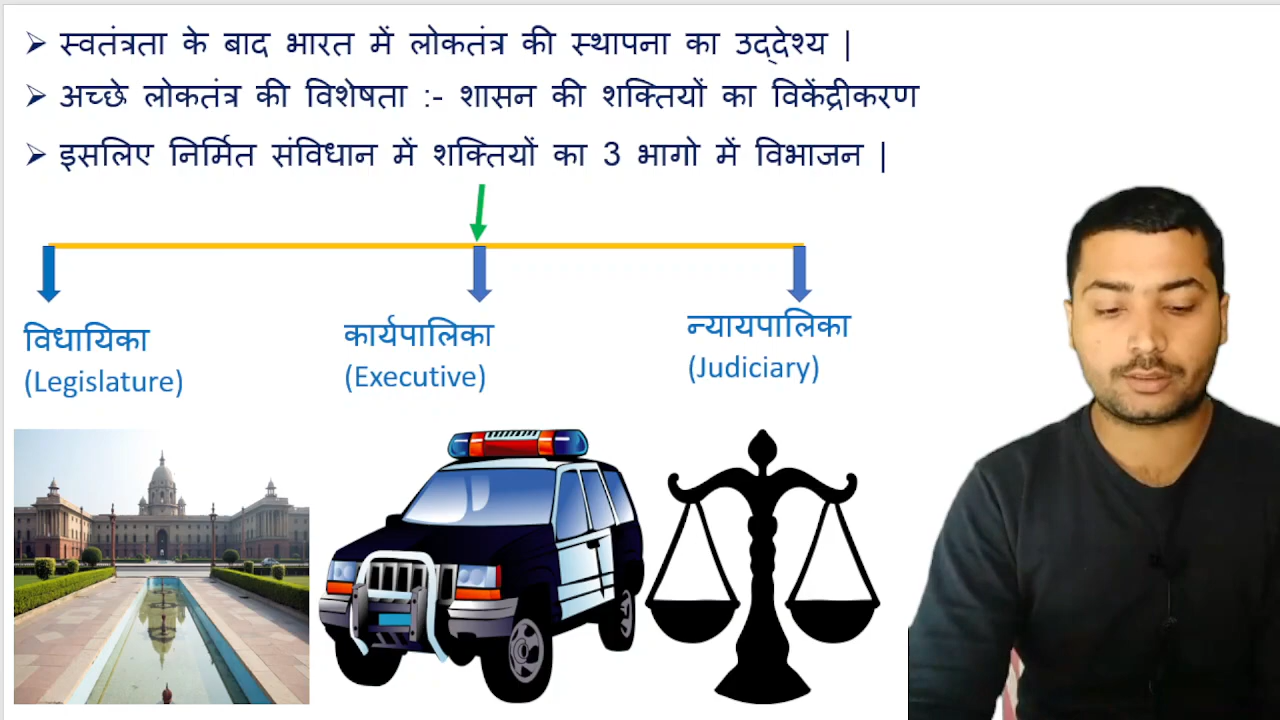 ➢ स्वतंत्रता के बाद भारत में लोकतंत्र की स्थापना का उद्देश्य |
➢ अच्छे लोकतंत्र की विशेषता :- शासन की शक्तियों का विकेंद्रीकरण
➢ इसलिए निर्मित संविधान में शक्तियों का 3 भागो में विभाजन |
विधायिका
(Legislature)
कार्यपालिका
(Executive)
न्यायपालिका
(Judiciary)